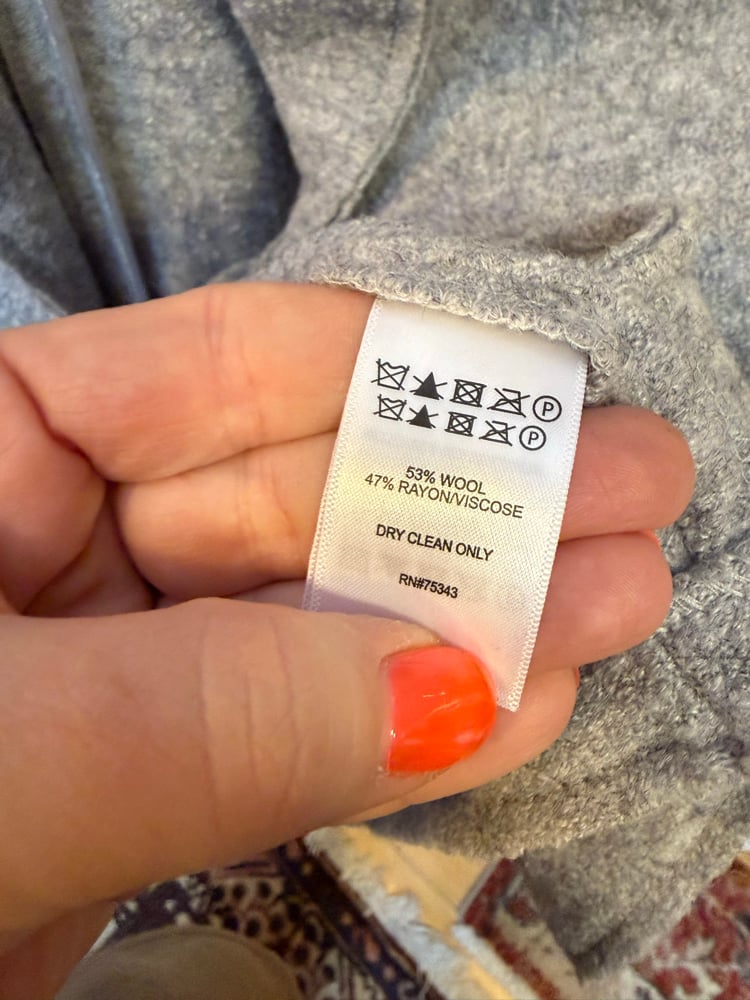 P
P
53% WOOL
47% RAYON/VISCOSE
DRY CLEAN ONLY
RN#75343